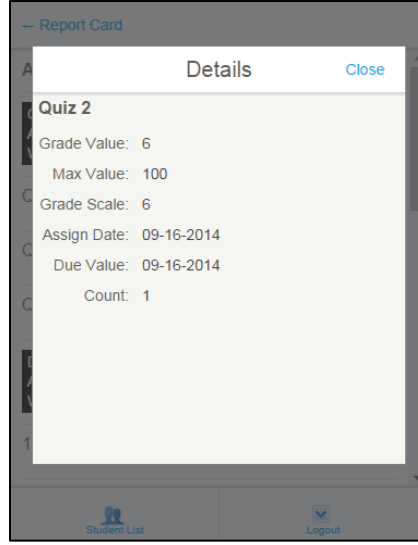 ← Report Card
Details
Close
Quiz 2
Grade Value: 6
Max Value: 100
Grade Scale: 6
Assign Date: 09-16-2014
Due Value: 09-16-2014
Count: 1
Student List
Logout